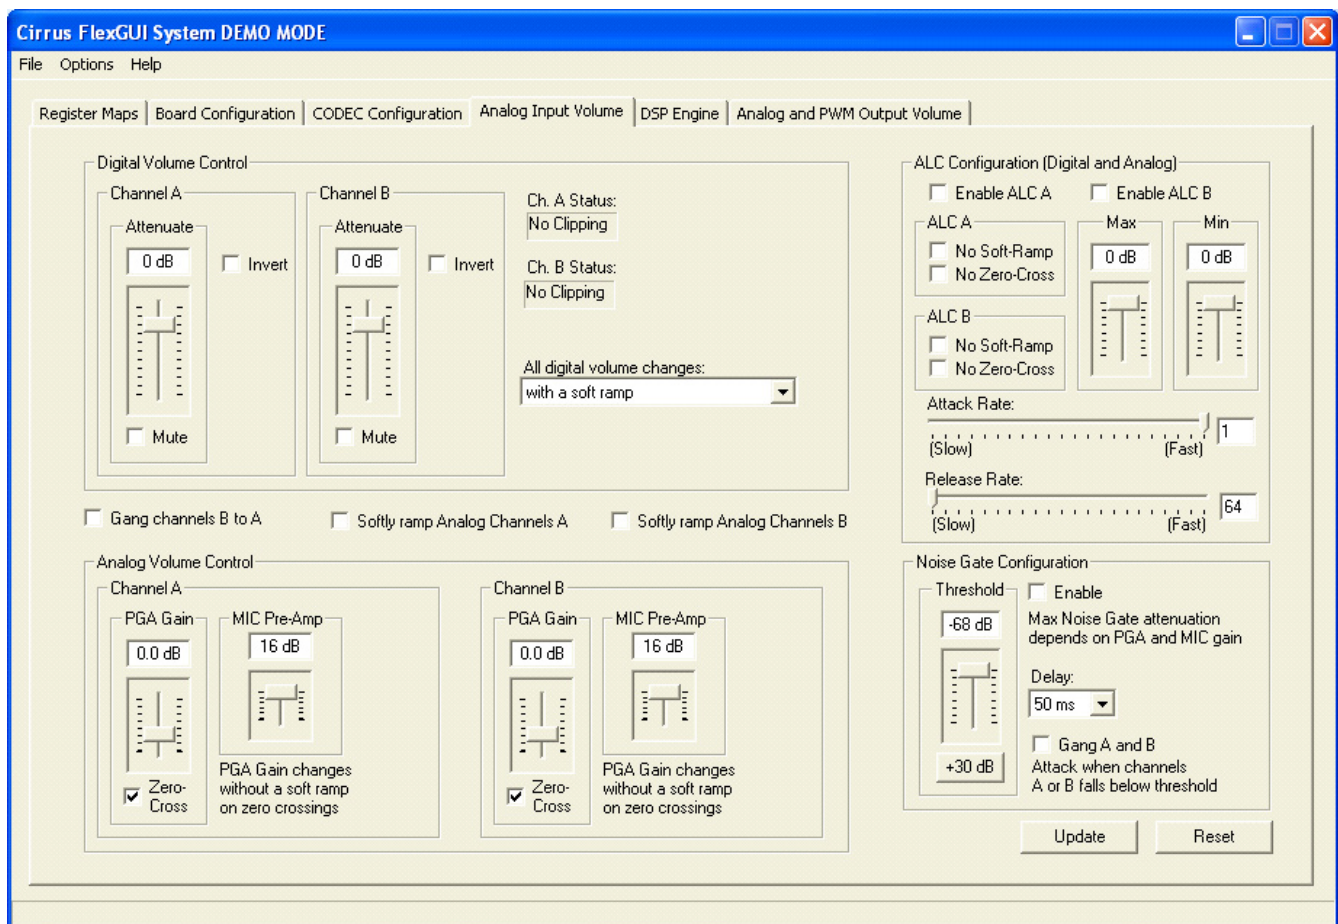 Cirrus FlexGUI System DEMO MODE
File Options Help
Register Maps Board Configuration CODEC Configuration Analog Input Volume DSP Engine Analog and PWM Output Volume
Digital Volume Control
Channel A
Attenuate
0 dB
Invert
Mute
Channel B
Attenuate
0 dB
Invert
Mute
Ch. A Status:
No Clipping
Ch. B Status:
No Clipping
All digital volume changes:
with a soft ramp
Gang channels B to A
Softly ramp Analog Channels A
Softly ramp Analog Channels B
Analog Volume Control
Channel A
PGA Gain
0.0 dB
Zero-
Cross
MIC Pre-Amp
16 dB
PGA Gain changes
without a soft ramp
on zero crossings
Channel B
PGA Gain
0.0 dB
Zero-
Cross
MIC Pre-Amp
16 dB
PGA Gain changes
without a soft ramp
on zero crossings
ALC Configuration (Digital and Analog)
Enable ALC A
Enable ALC B
ALC A
No Soft-Ramp
No Zero-Cross
ALC B
No Soft-Ramp
No Zero-Cross
Max
0 dB
Min
0 dB
Attack Rate:
1
(Slow) (Fast)
Release Rate:
64
(Slow) (Fast)
Noise Gate Configuration
Threshold
-68 dB
+30 dB
Enable
Max Noise Gate attenuation
depends on PGA and MIC gain
Delay:
50 ms
Gang A and B
Attack when channels
A or B falls below threshold
Update
Reset